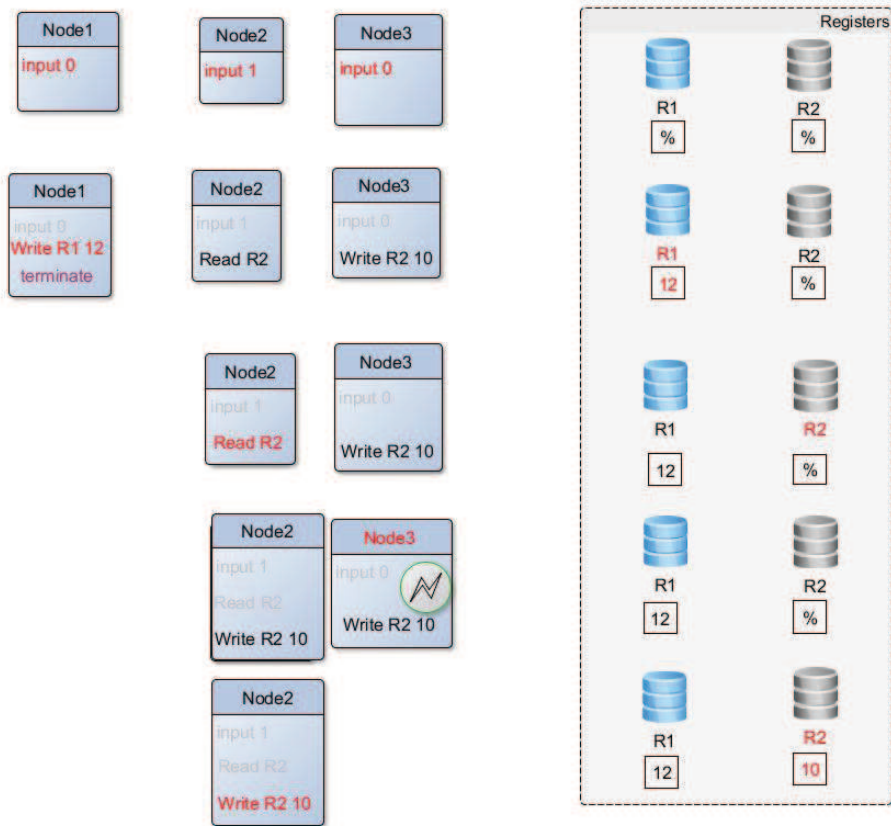 Node1
input 0
Node2
input 1
Node3
input 0
Registers
R1
%
R2
%
Node1
input 0
Write R1 12
terminate
Node2
input 1
Read R2
Node3
input 0
Write R2 10
R1
12
R2
%
Node2
input 1
Read R2
Node3
input 0
Write R2 10
R1
12
R2
%
Node2
input 1
Read R2
Write R2 10
Node3
input 0
Write R2 10
R1
12
R2
%
Node2
input 1
Read R2
Write R2 10
R1
12
R2
10